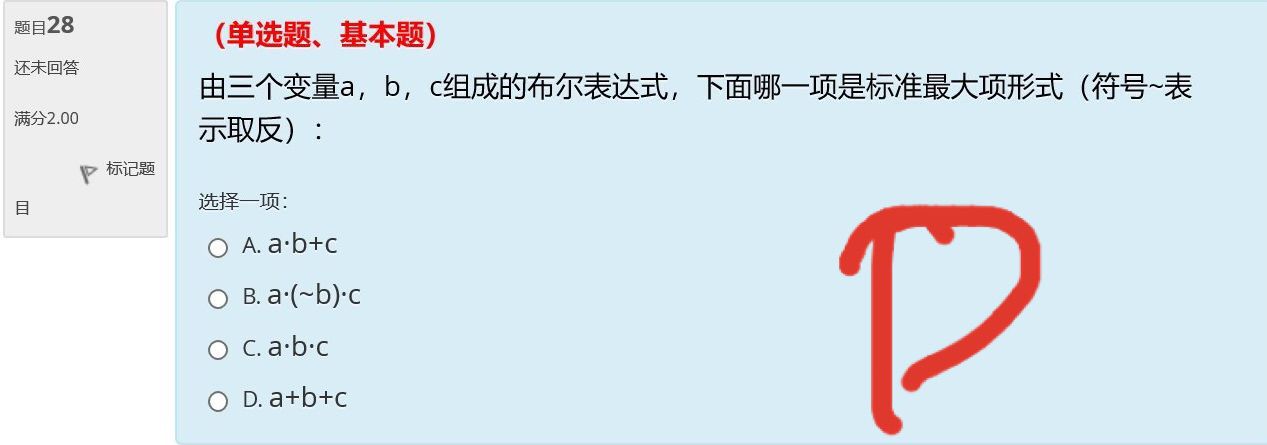 题目28
还未回答
满分2.00
标记题
目
（单选题、基本题）
由三个变量a，b，c组成的布尔表达式，下面哪一项是标准最大项形式（符号~表
示取反）：
选择一项：
A. a·b+c
B. a·(~b)·c
C. a·b·c
D. a+b+c
D